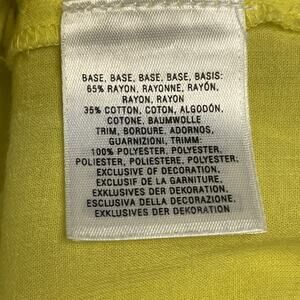 BASE, BASE, BASE, BASE, BASIS:
65% RAYON, RAYONNE, RAYÓN,
RAYON, RAYON
35% COTTON, COTON, ALGODÓN,
COTONE, BAUMWOLLE
TRIM, BORDURE, ADORNOS,
GUARNIZIONI, TRIMM:
100% POLYESTER, POLYESTER,
POLIESTER, POLIESTERE, POLYESTER;
EXCLUSIVE OF DECORATION
EXCLUSIF DE LA GARNITURE.
EXCLUSIVO DE DECORACIÓN
ESCLUSIVA DELLA DECORAZIONE
EXCLUSIVE DER DEKORATION